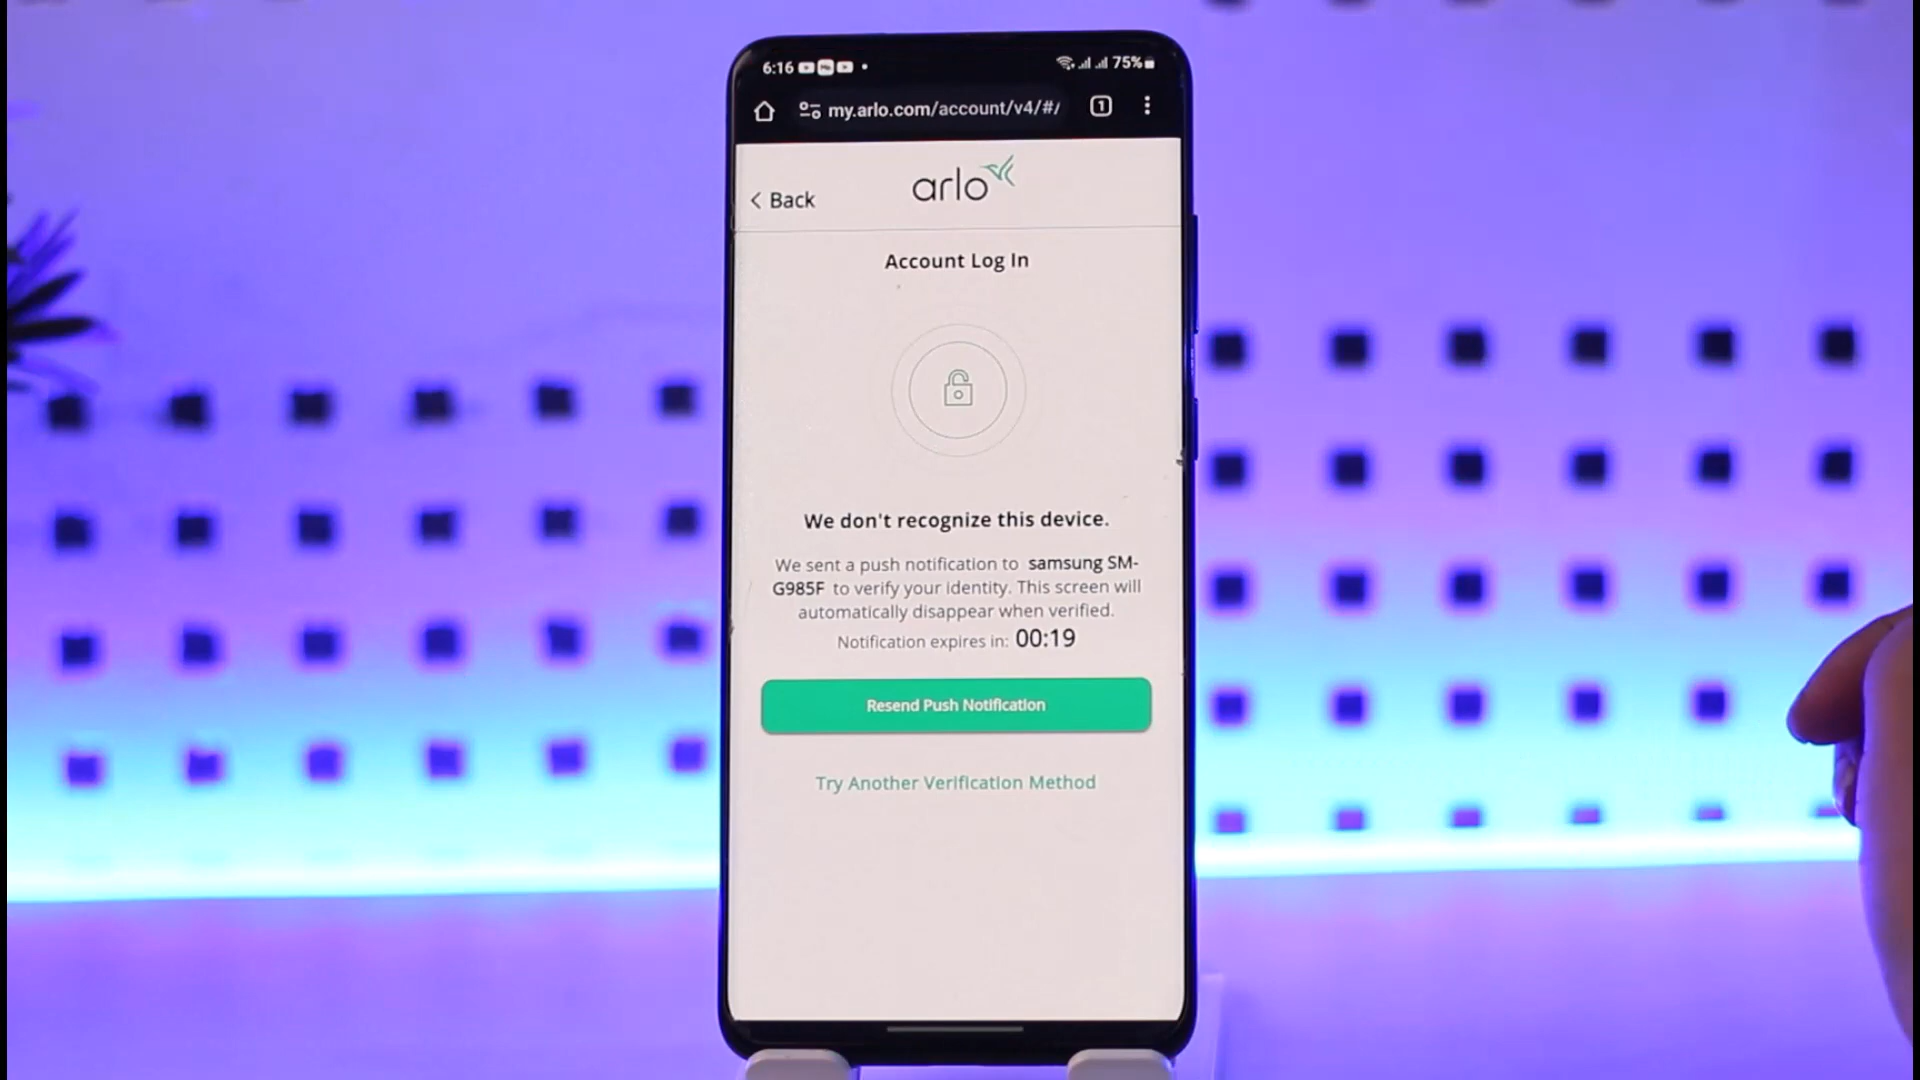 6:16 75%
my.arlo.com/account/v4/#/ 1
arlo
Back
Account Log In
We don't recognize this device.
We sent a push notification to samsung SM-
G985F to verify your identity. This screen will
automatically disappear when verified.
Notification expires in: 00:19
Resend Push Notification
Try Another Verification Method